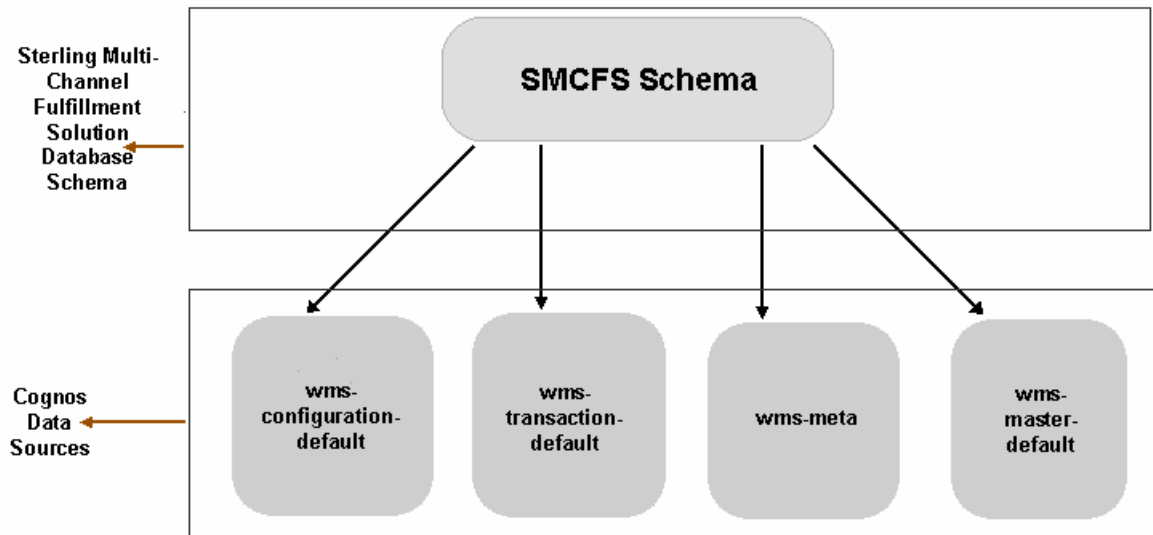 Sterling Multi-
Channel
Fulfillment
Solution
Database
Schema
SMCFS Schema
Cognos
Data
Sources
wms-
configuration-
default
wms-
transaction-
default
wms-meta
wms-
master-
default